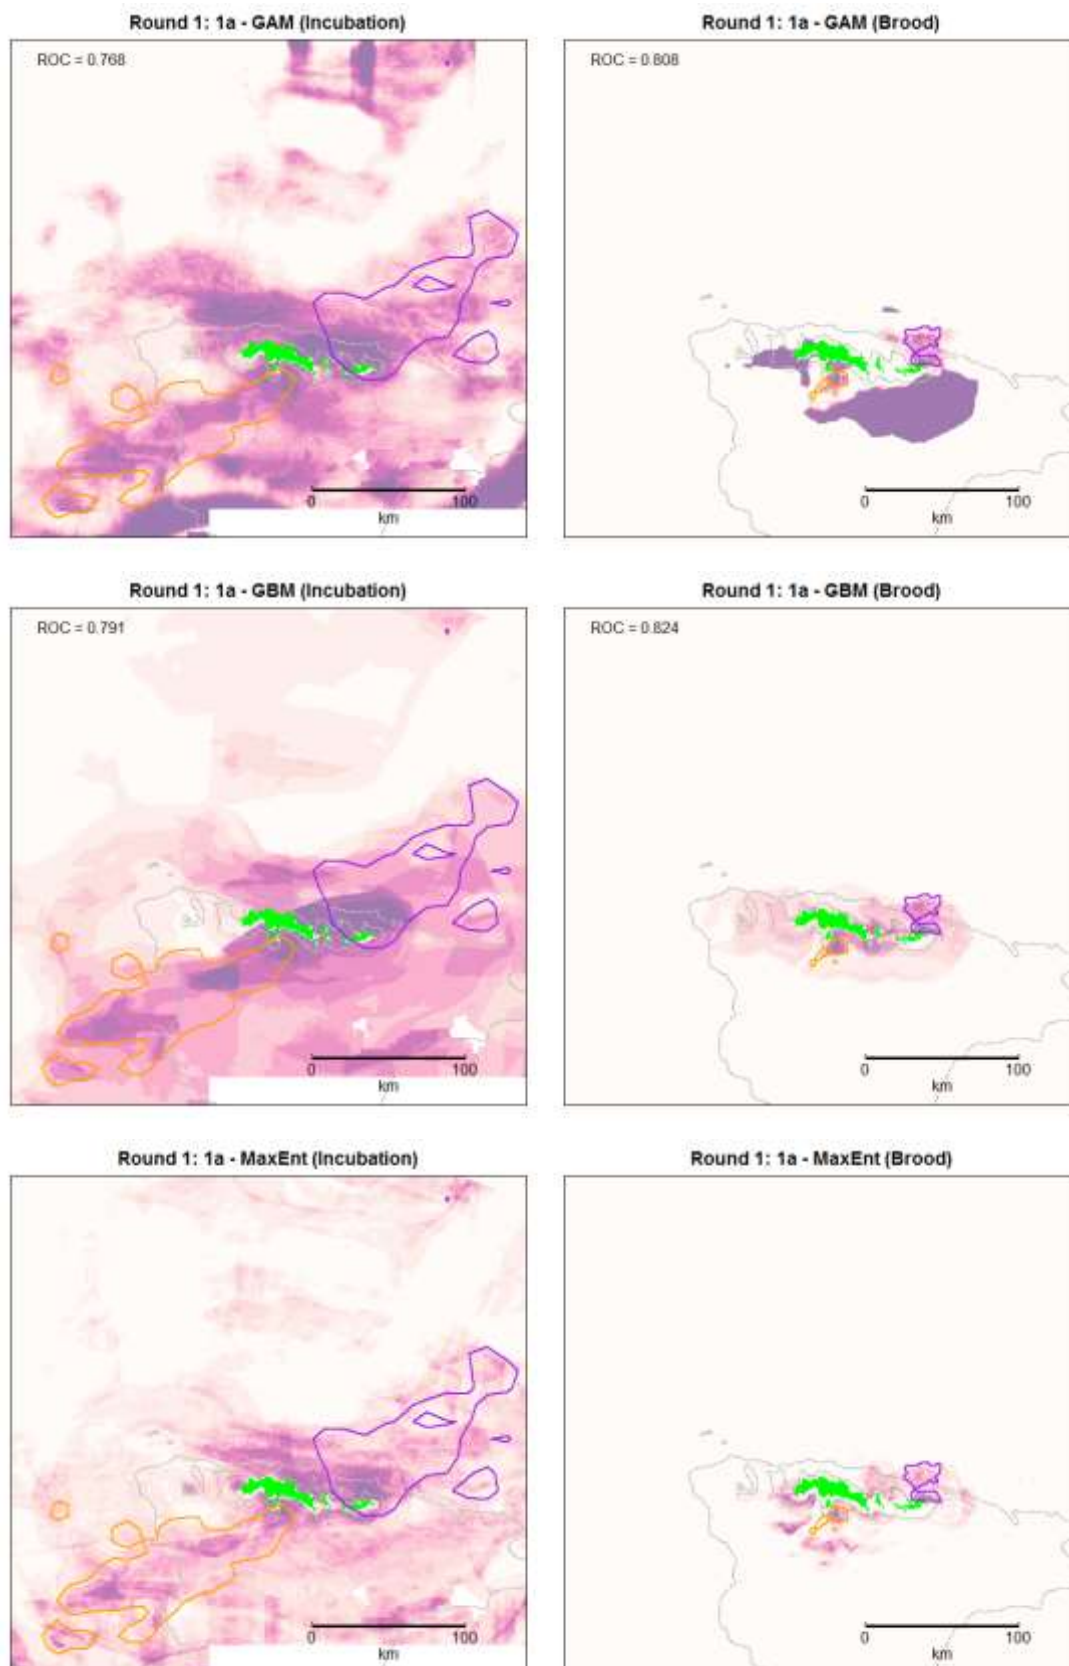 Round 1: 1a - GAM (Incubation)
Round 1: 1a - GAM (Brood)
ROC = 0.768
ROC = 0.808
0 100
km
0 100
km
Round 1: 1a - GBM (Incubation)
Round 1: 1a - GBM (Brood)
ROC = 0.791
ROC = 0.824
0 100
km
0 100
km
Round 1: 1a - MaxEnt (Incubation)
Round 1: 1a - MaxEnt (Brood)
0 100
km
0 100
km